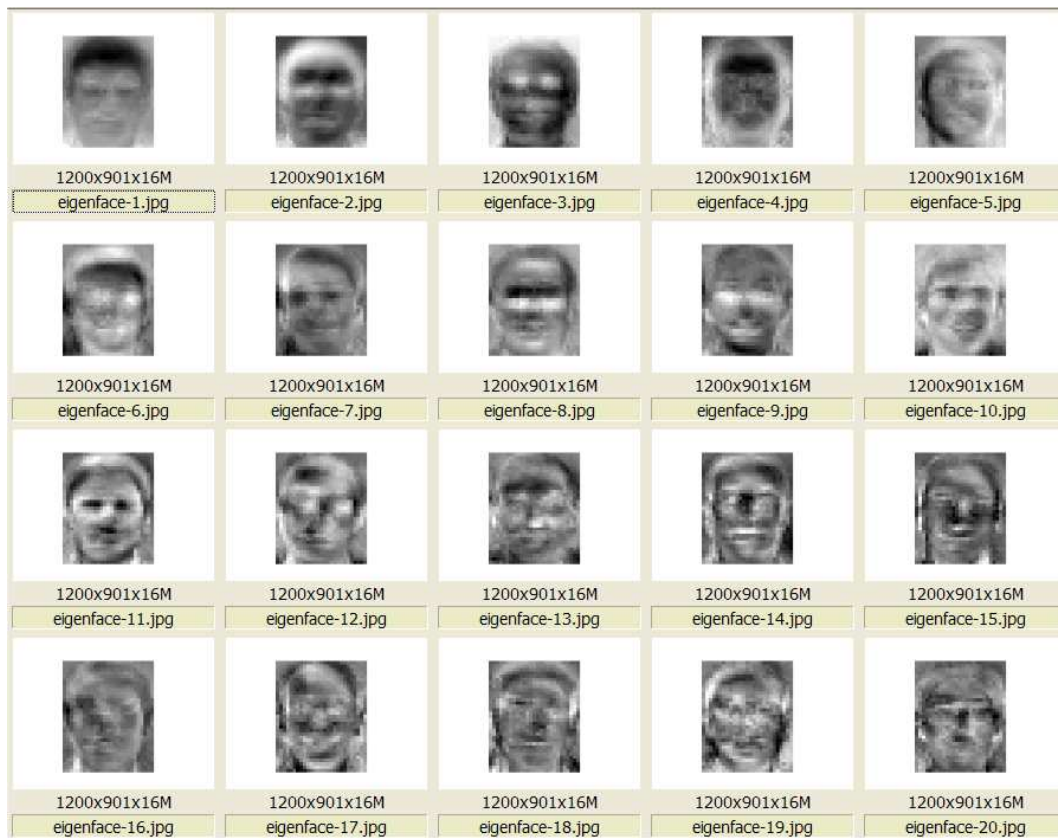 1200x901x16M 1200x901x16M 1200x901x16M 1200x901x16M 1200x901x16M
eigenface-1.jpg eigenface-2.jpg eigenface-3.jpg eigenface-4.jpg eigenface-5.jpg
1200x901x16M 1200x901x16M 1200x901x16M 1200x901x16M 1200x901x16M
eigenface-6.jpg eigenface-7.jpg eigenface-8.jpg eigenface-9.jpg eigenface-10.jpg
1200x901x16M 1200x901x16M 1200x901x16M 1200x901x16M 1200x901x16M
eigenface-11.jpg eigenface-12.jpg eigenface-13.jpg eigenface-14.jpg eigenface-15.jpg
1200x901x16M 1200x901x16M 1200x901x16M 1200x901x16M 1200x901x16M
eigenface-16.jpg eigenface-17.jpg eigenface-18.jpg eigenface-19.jpg eigenface-20.jpg